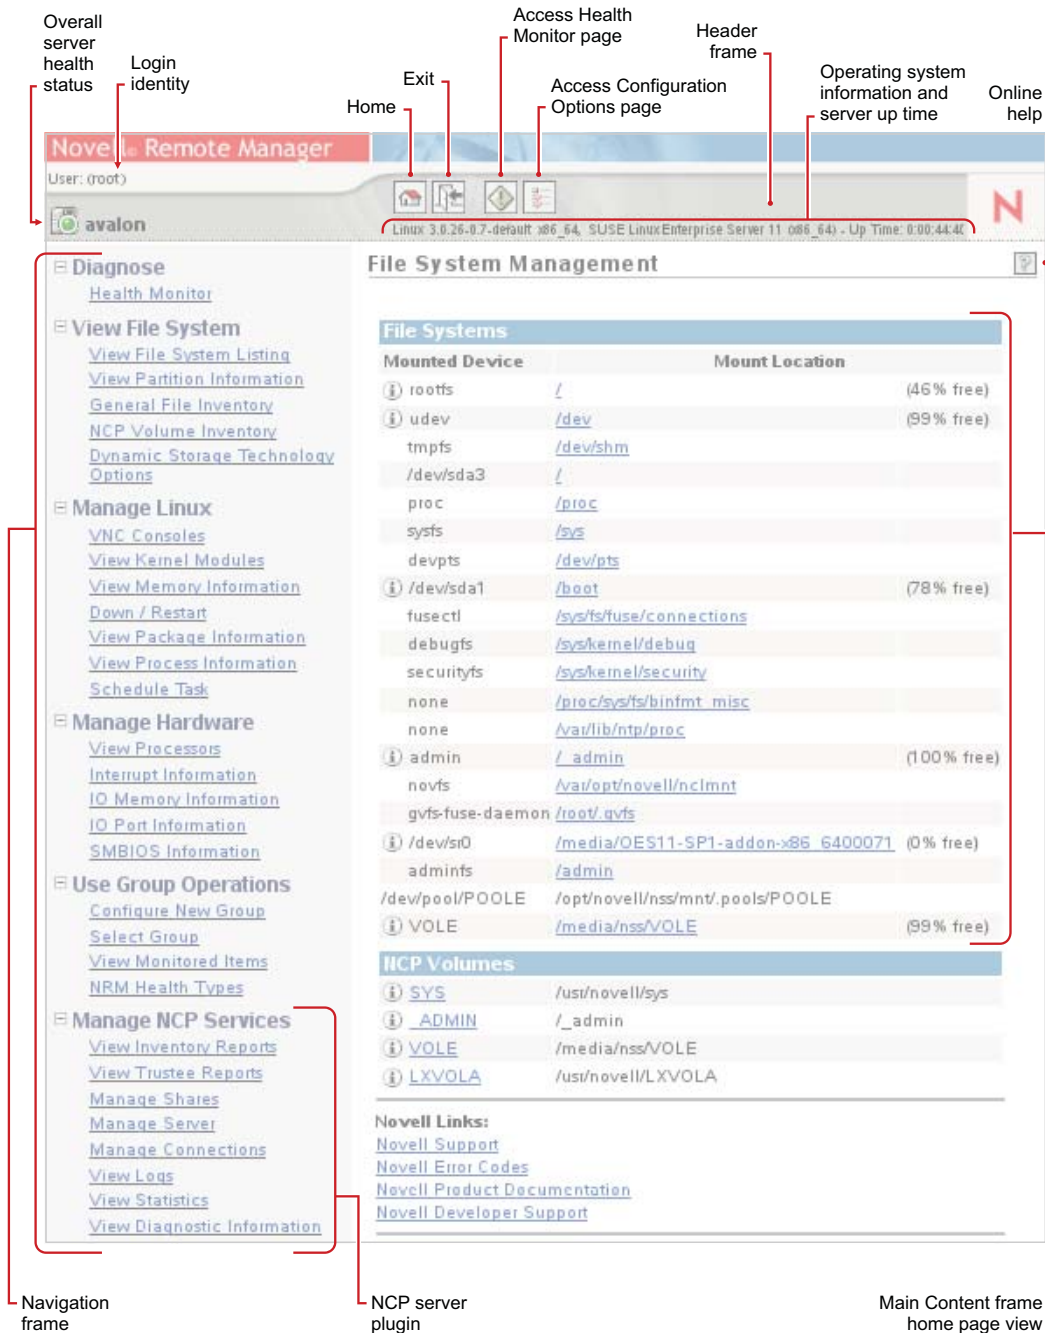 Overall
server
health
status
Login
identity
Home
Exit
Access Health
Monitor page
Access Configuration
Options page
Header
frame
Operating system
information and
server up time
Online
help
Novell® Remote Manager
User: (root)
avalon
Linux 3.0.26-0.7-default x86_64, SUSE Linux Enterprise Server 11 (x86_64) - Up Time: 0:00:44:40
N
Diagnose
Health Monitor
View File System
View File System Listing
View Partition Information
General File Inventory
NCP Volume Inventory
Dynamic Storage Technology
Options
Manage Linux
VNC Consoles
View Kernel Modules
View Memory Information
Down / Restart
View Package Information
View Process Information
Schedule Task
Manage Hardware
View Processors
Interrupt Information
IO Memory Information
IO Port Information
SMBIOS Information
Use Group Operations
Configure New Group
Select Group
View Monitored Items
NRM Health Types
Manage NCP Services
View Inventory Reports
View Trustee Reports
Manage Shares
Manage Server
Manage Connections
View Logs
View Statistics
View Diagnostic Information
File System Management
?
File Systems
Mounted Device Mount Location
rootfs / (46% free)
udev /dev (99% free)
tmpfs /dev/shm
/dev/sda3 /
proc /proc
sysfs /sys
devpts /dev/pts
/dev/sda1 /boot (78% free)
fusectl /sys/fs/fuse/connections
debugfs /sys/kernel/debug
securityfs /sys/kernel/security
none /proc/sys/fs/binfmt_misc
none /var/lib/ntp/proc
admin /_admin (100% free)
novfs /var/opt/novell/nclmnt
gvfs-fuse-daemon /root/.gvfs
/dev/sr0 /media/OES11-SP1-addon-x86_6400071 (0% free)
adminfs /admin
/dev/pool/POOLE /opt/novell/nss/mnt/.pools/POOLE
VOLE /media/nss/VOLE (99% free)
NCP Volumes
SYS /usr/novell/sys
_ADMIN /_admin
VOLE /media/nss/VOLE
LXVOLA /usr/novell/LXVOLA
Novell Links:
Novell Support
Novell Error Codes
Novell Product Documentation
Novell Developer Support
Navigation
frame
NCP server
plugin
Main Content frame
home page view